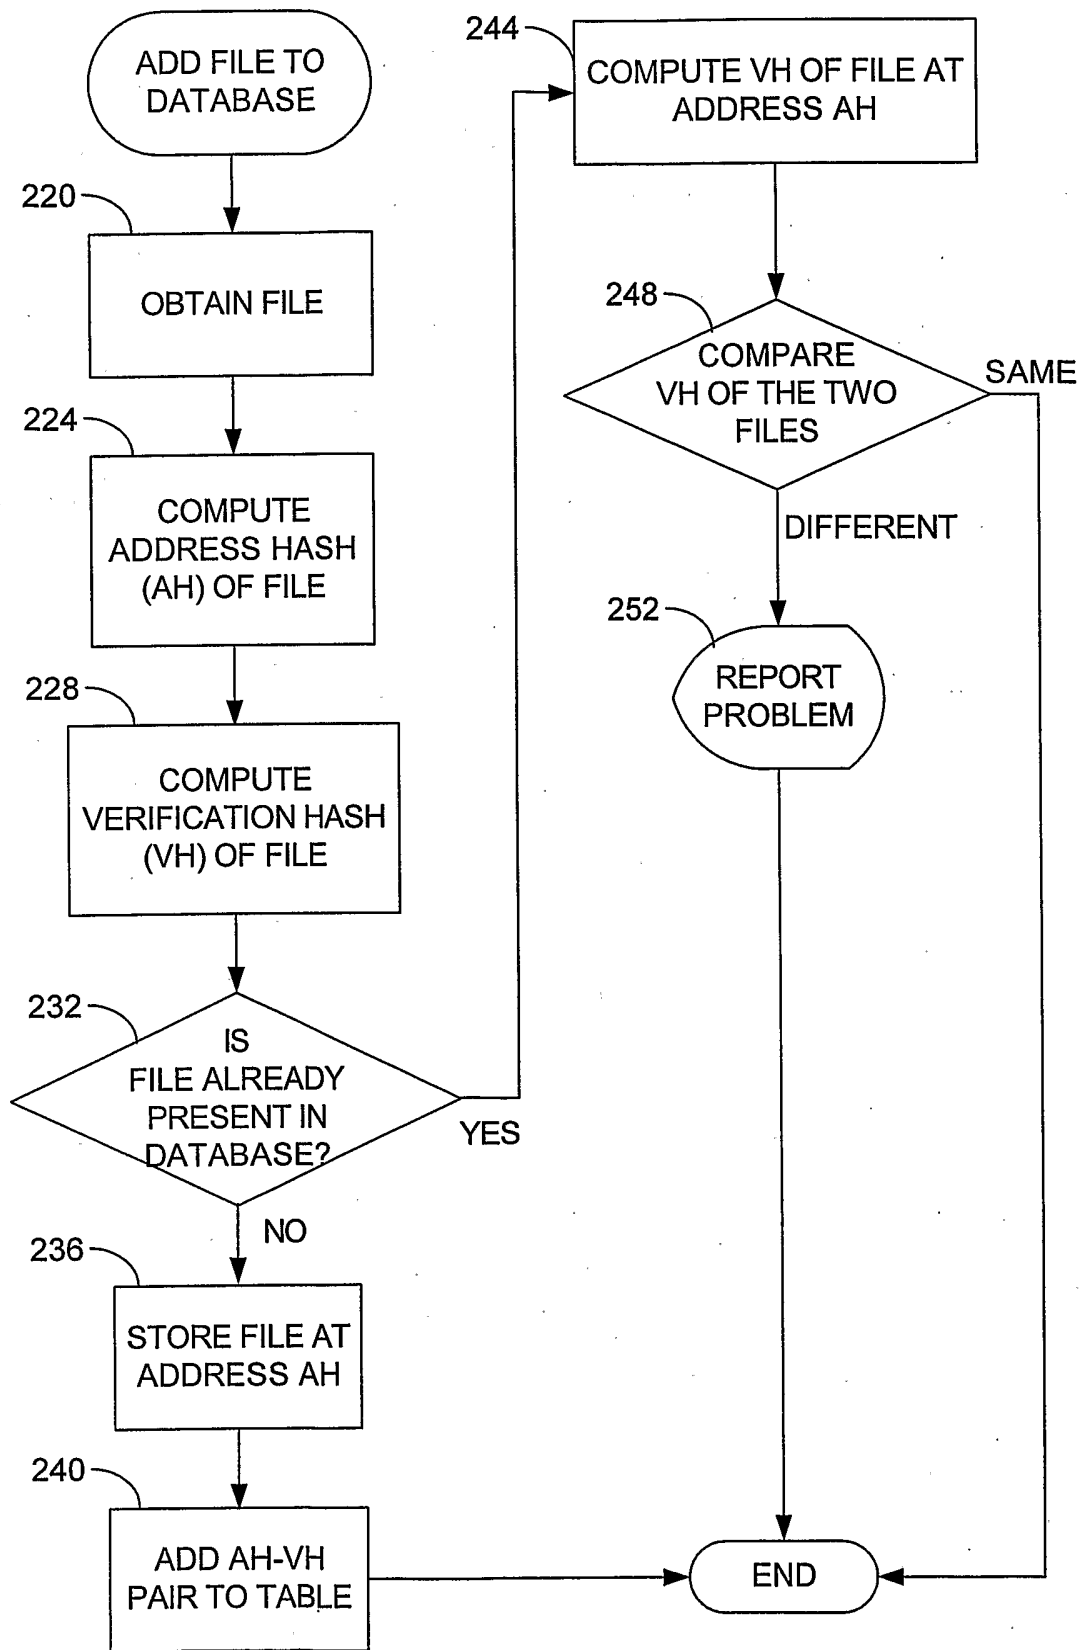 ADD FILE TO
DATABASE
220
OBTAIN FILE
224
COMPUTE
ADDRESS HASH
(AH) OF FILE
228
COMPUTE
VERIFICATION HASH
(VH) OF FILE
232
IS
FILE ALREADY
PRESENT IN
DATABASE?
YES
NO
236
STORE FILE AT
ADDRESS AH
240
ADD AH-VH
PAIR TO TABLE
244
COMPUTE VH OF FILE AT
ADDRESS AH
248
COMPARE
VH OF THE TWO
FILES
SAME
DIFFERENT
252
REPORT
PROBLEM
END